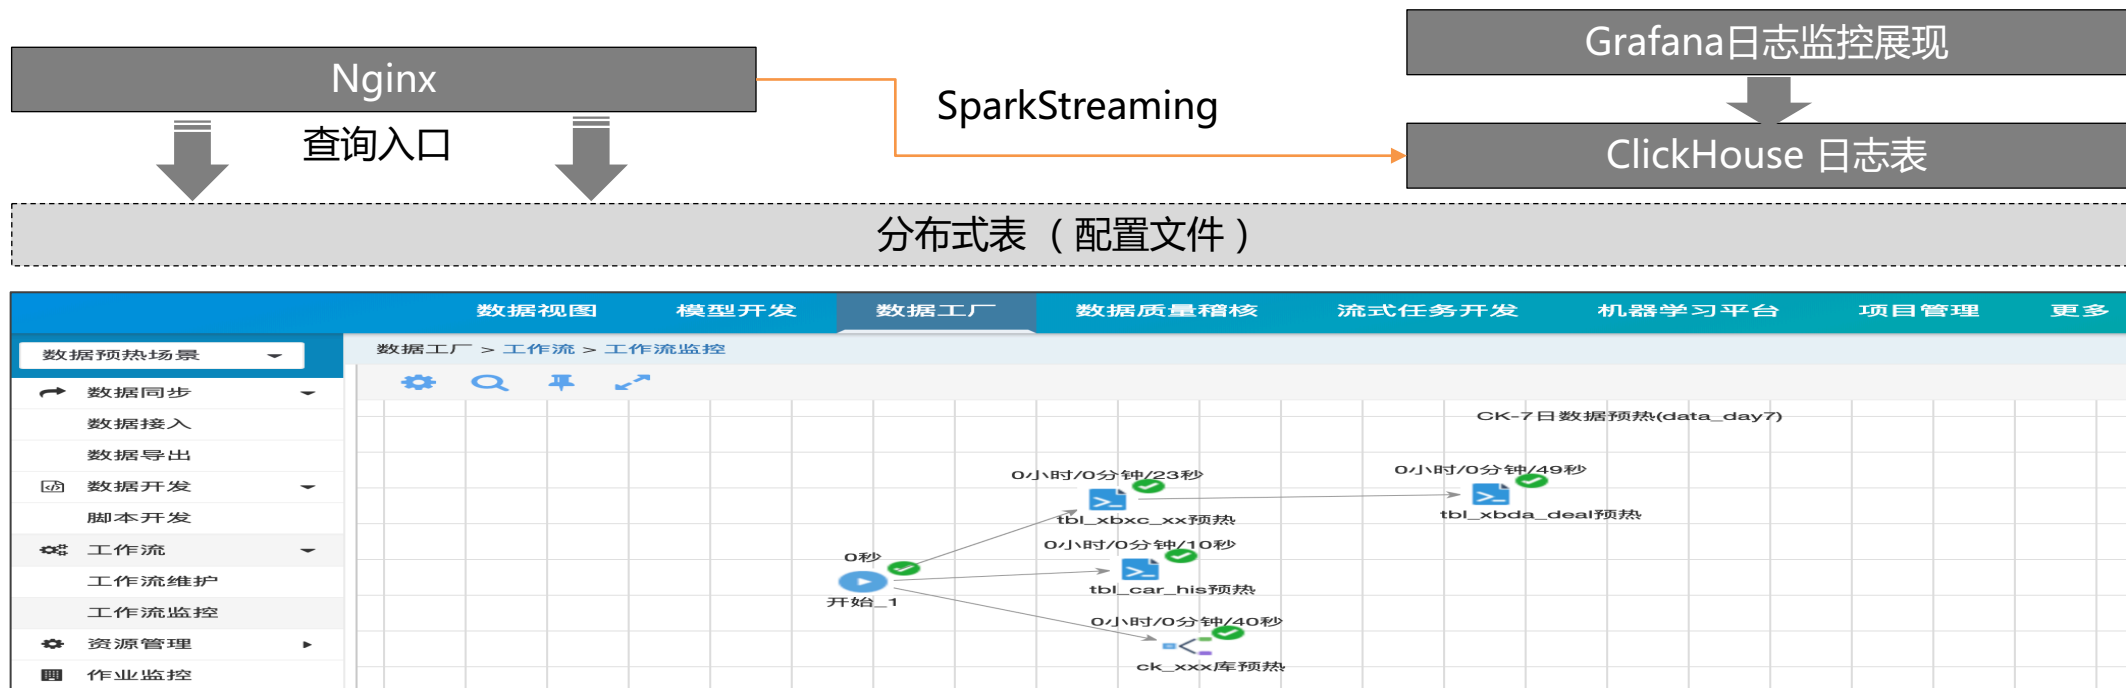 Grafana日志监控展现
Nginx
SparkStreaming
查询入口
ClickHouse 日志表
分布式表 （ 配置文件 ）
数据视图 模型开发 数据工厂 数据质量稽核 流式任务开发 机器学习平台 项目管理 更多
数据预热场景
数据工厂 > 工作流 > 工作流监控
数据同步
数据接入
数据导出
数据开发
脚本开发
工作流
工作流维护
工作流监控
资源管理
作业监控
CK-7日数据预热(data_day7)
0小时/0分钟/23秒
tbl_xbxc_xx预热
0小时/0分钟/49秒
tbl_xbda_deal预热
0秒
开始_1
0小时/0分钟/10秒
tbl_car_his预热
0小时/0分钟/40秒
ck_xxx库预热